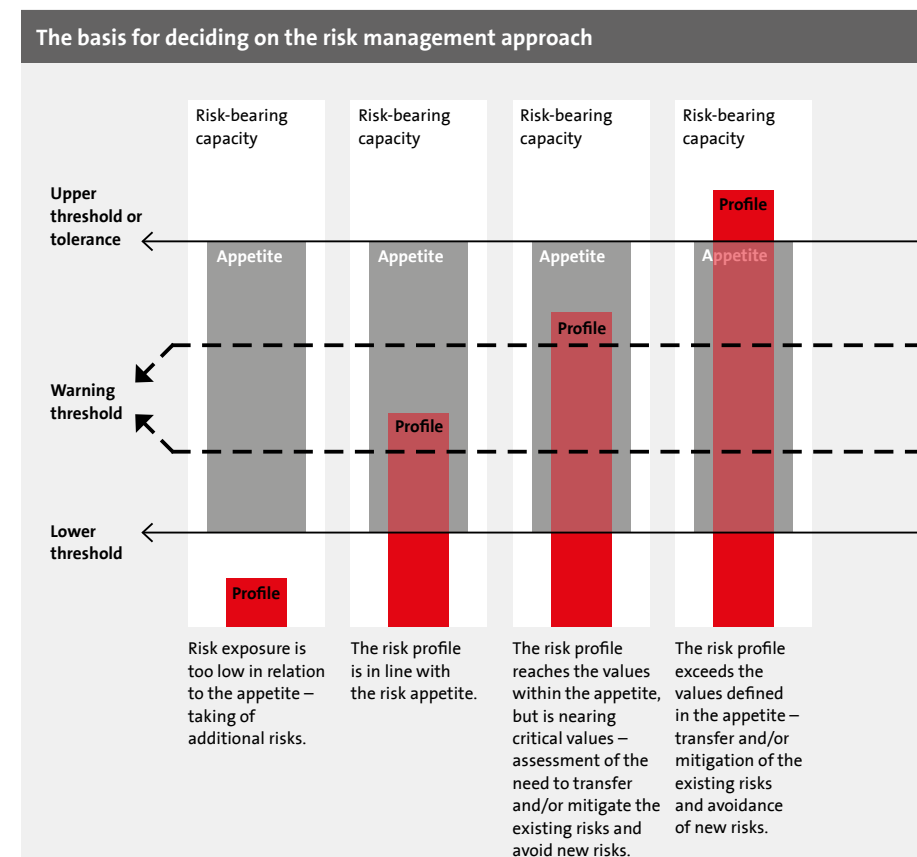 The basis for deciding on the risk management approach
Risk-bearing
capacity
Risk-bearing
capacity
Risk-bearing
capacity
Risk-bearing
capacity
Upper
threshold or
tolerance
Warning
threshold
Lower
threshold
Appetite
Profile
Appetite
Profile
Appetite
Profile
Profile
Appetite
Risk exposure is
too low in relation
to the appetite –
taking of
additional risks.
The risk profile
is in line with
the risk appetite.
The risk profile
reaches the values
within the appetite,
but is nearing
critical values –
assessment of the
need to transfer
and/or mitigate the
existing risks and
avoid new risks.
The risk profile
exceeds the
values defined
in the appetite –
transfer and/or
mitigation of the
existing risks
and avoidance
of new risks.